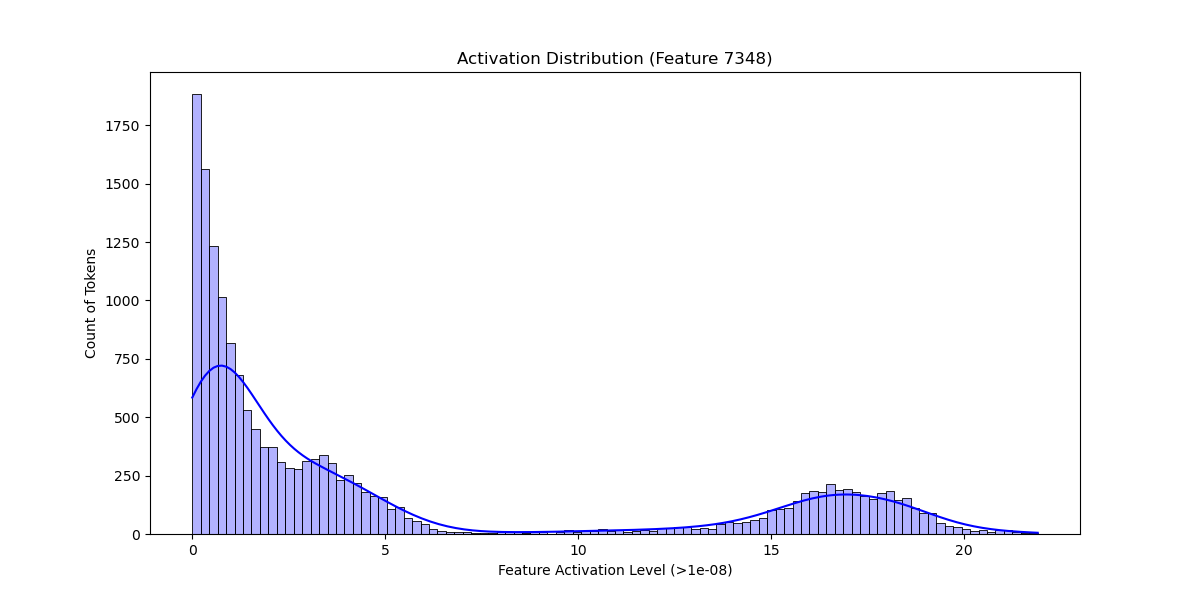 Activation Distribution (Feature 7348)
Count of Tokens
1750
1500
1250
1000
750
500
250
0
0 5 10 15 20
Feature Activation Level (>1e-08)